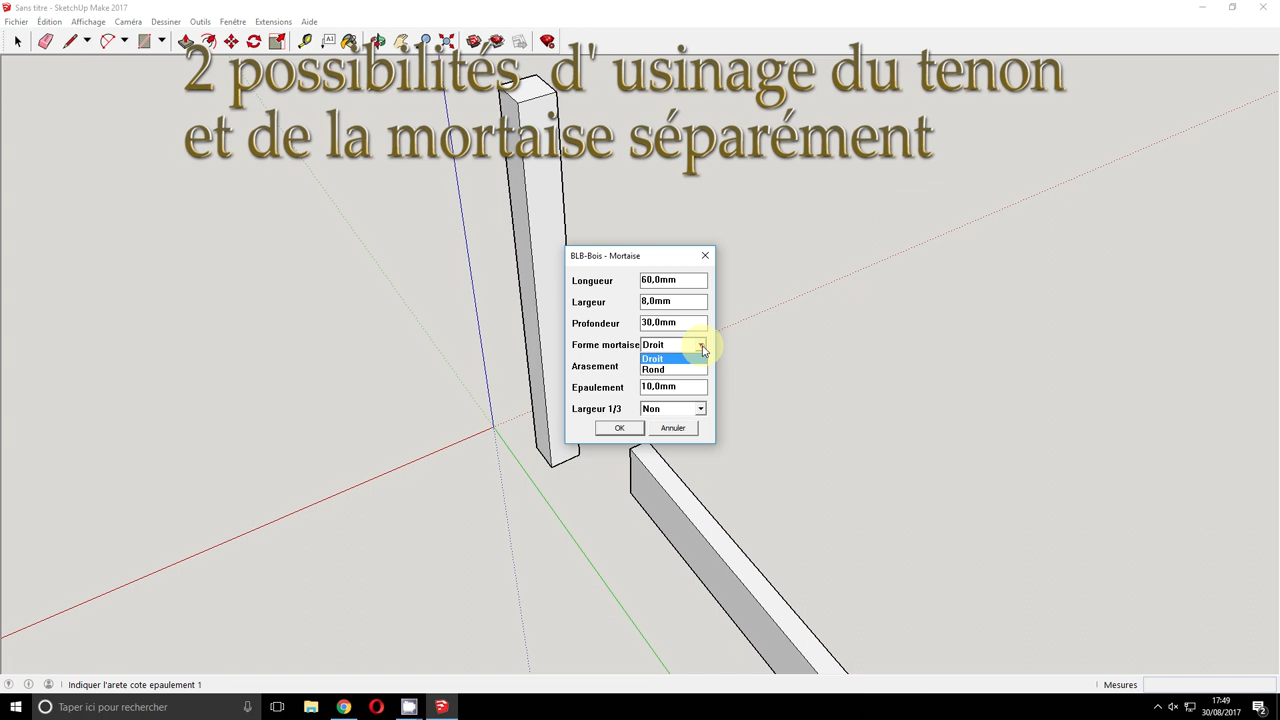 Sans titre - SketchUp Make 2017
Fichier Édition Affichage Caméra Dessiner Outils Fenêtre Extensions Aide
2 possibilités d' usinage du tenon
et de la mortaise séparément
BLB-Bois - Mortaise
Longueur 60,0mm
Largeur 8,0mm
Profondeur 30,0mm
Forme mortaise Droit
Droit
Rond
Arasement
Epaulement 10,0mm
Largeur 1/3 Non
OK Annuler
Indiquer l'arete cote epaulement 1
Mesures
Taper ici pour rechercher
17:49
30/08/2017
2